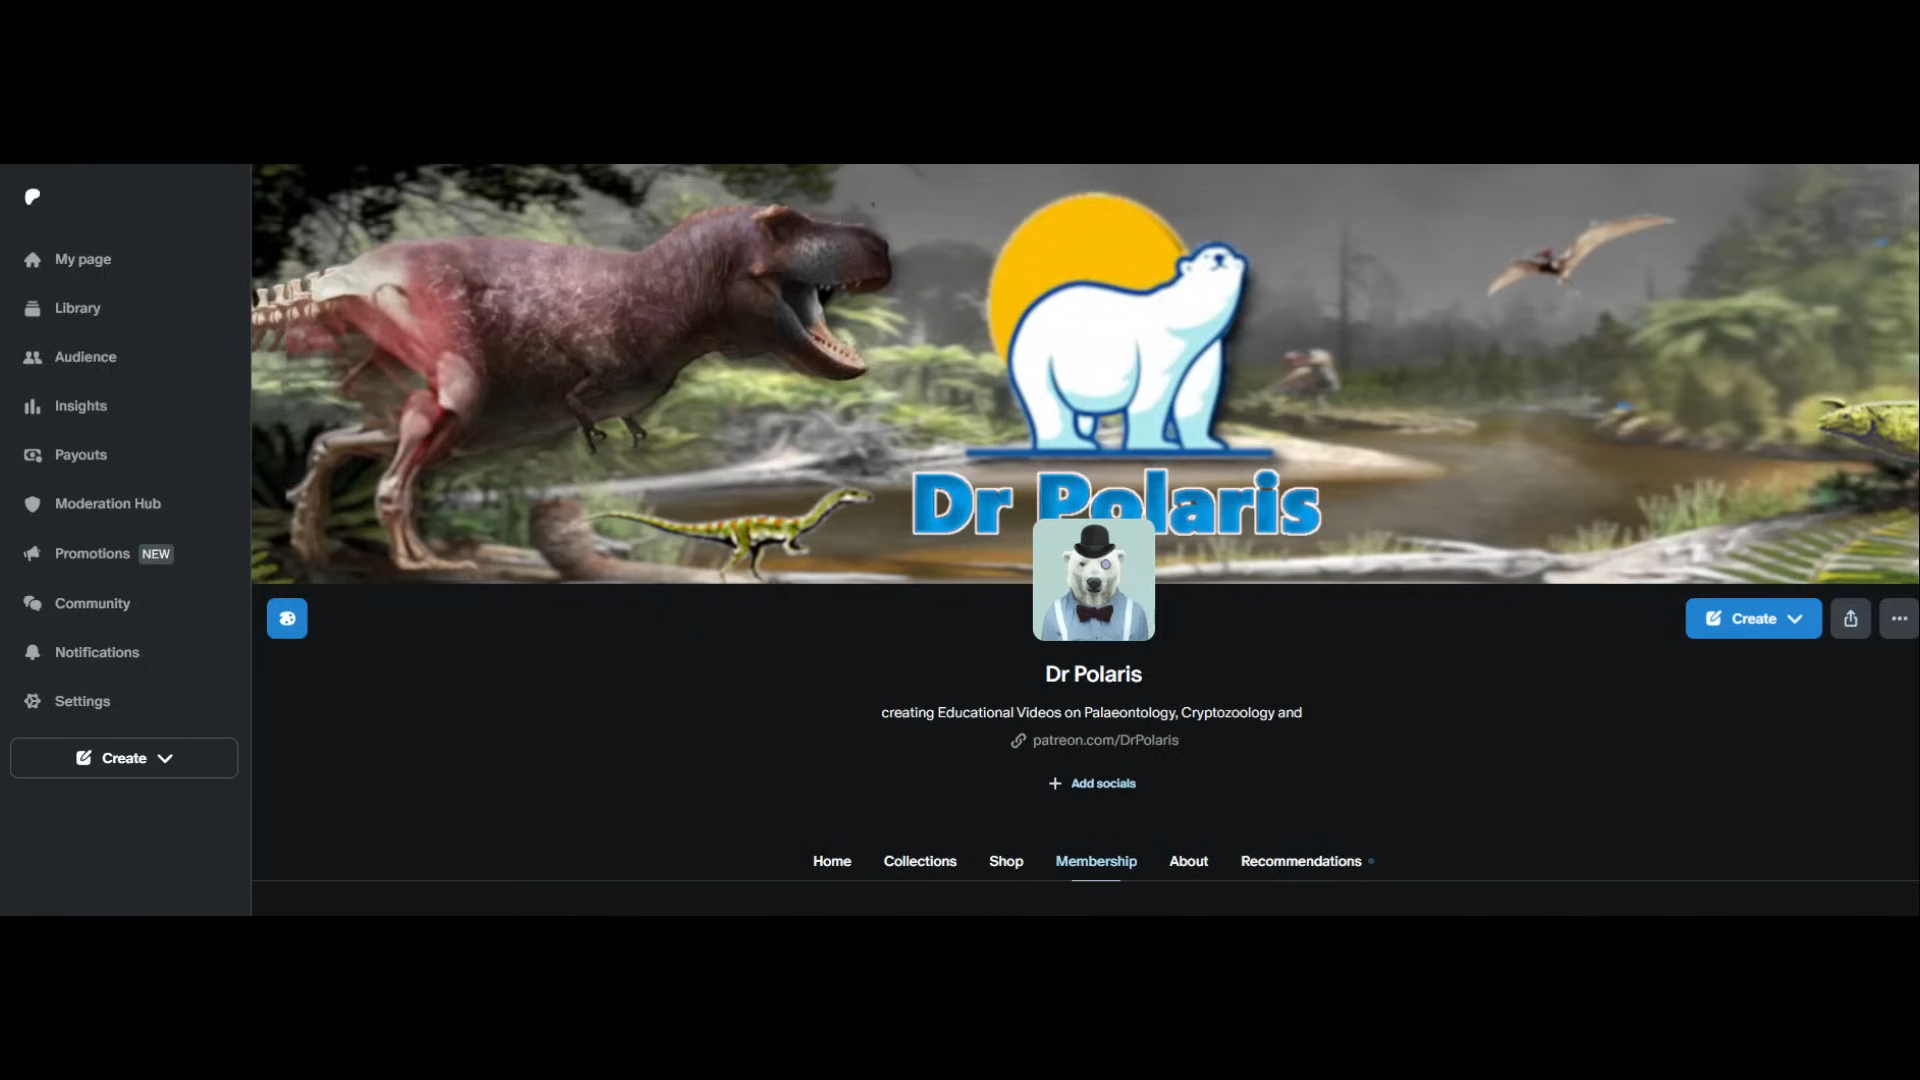 My page
Library
Audience
Insights
Payouts
Moderation Hub
Promotions NEW
Community
Notifications
Settings
Create
Dr Polaris
Create
Dr Polaris
creating Educational Videos on Palaeontology, Cryptozoology and
patreon.com/DrPolaris
Add socials
Home Collections Shop Membership About Recommendations